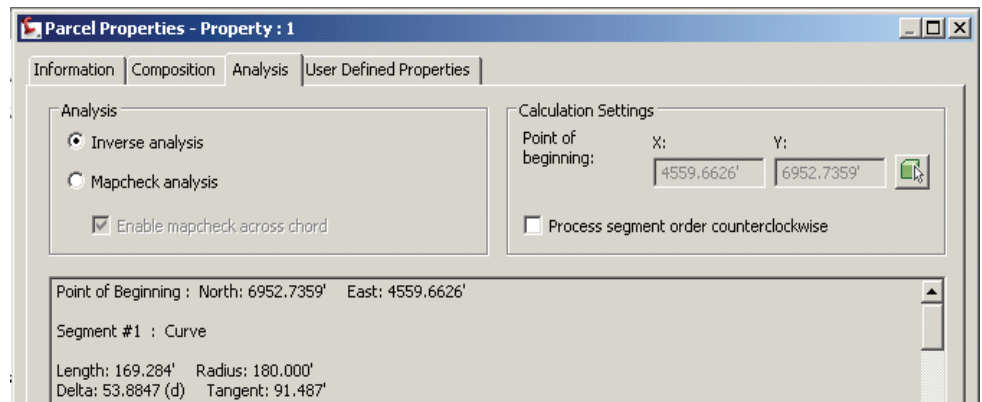 Parcel Properties - Property : 1
Information Composition Analysis User Defined Properties
Analysis
Inverse analysis
Mapcheck analysis
Enable mapcheck across chord
Calculation Settings
Point of
beginning:
X: Y:
4559.6626' 6952.7359'
Process segment order counterclockwise
Point of Beginning : North: 6952.7359' East: 4559.6626'
Segment #1 : Curve
Length: 169.284' Radius: 180.000'
Delta: 53.8847 (d) Tangent: 91.487'